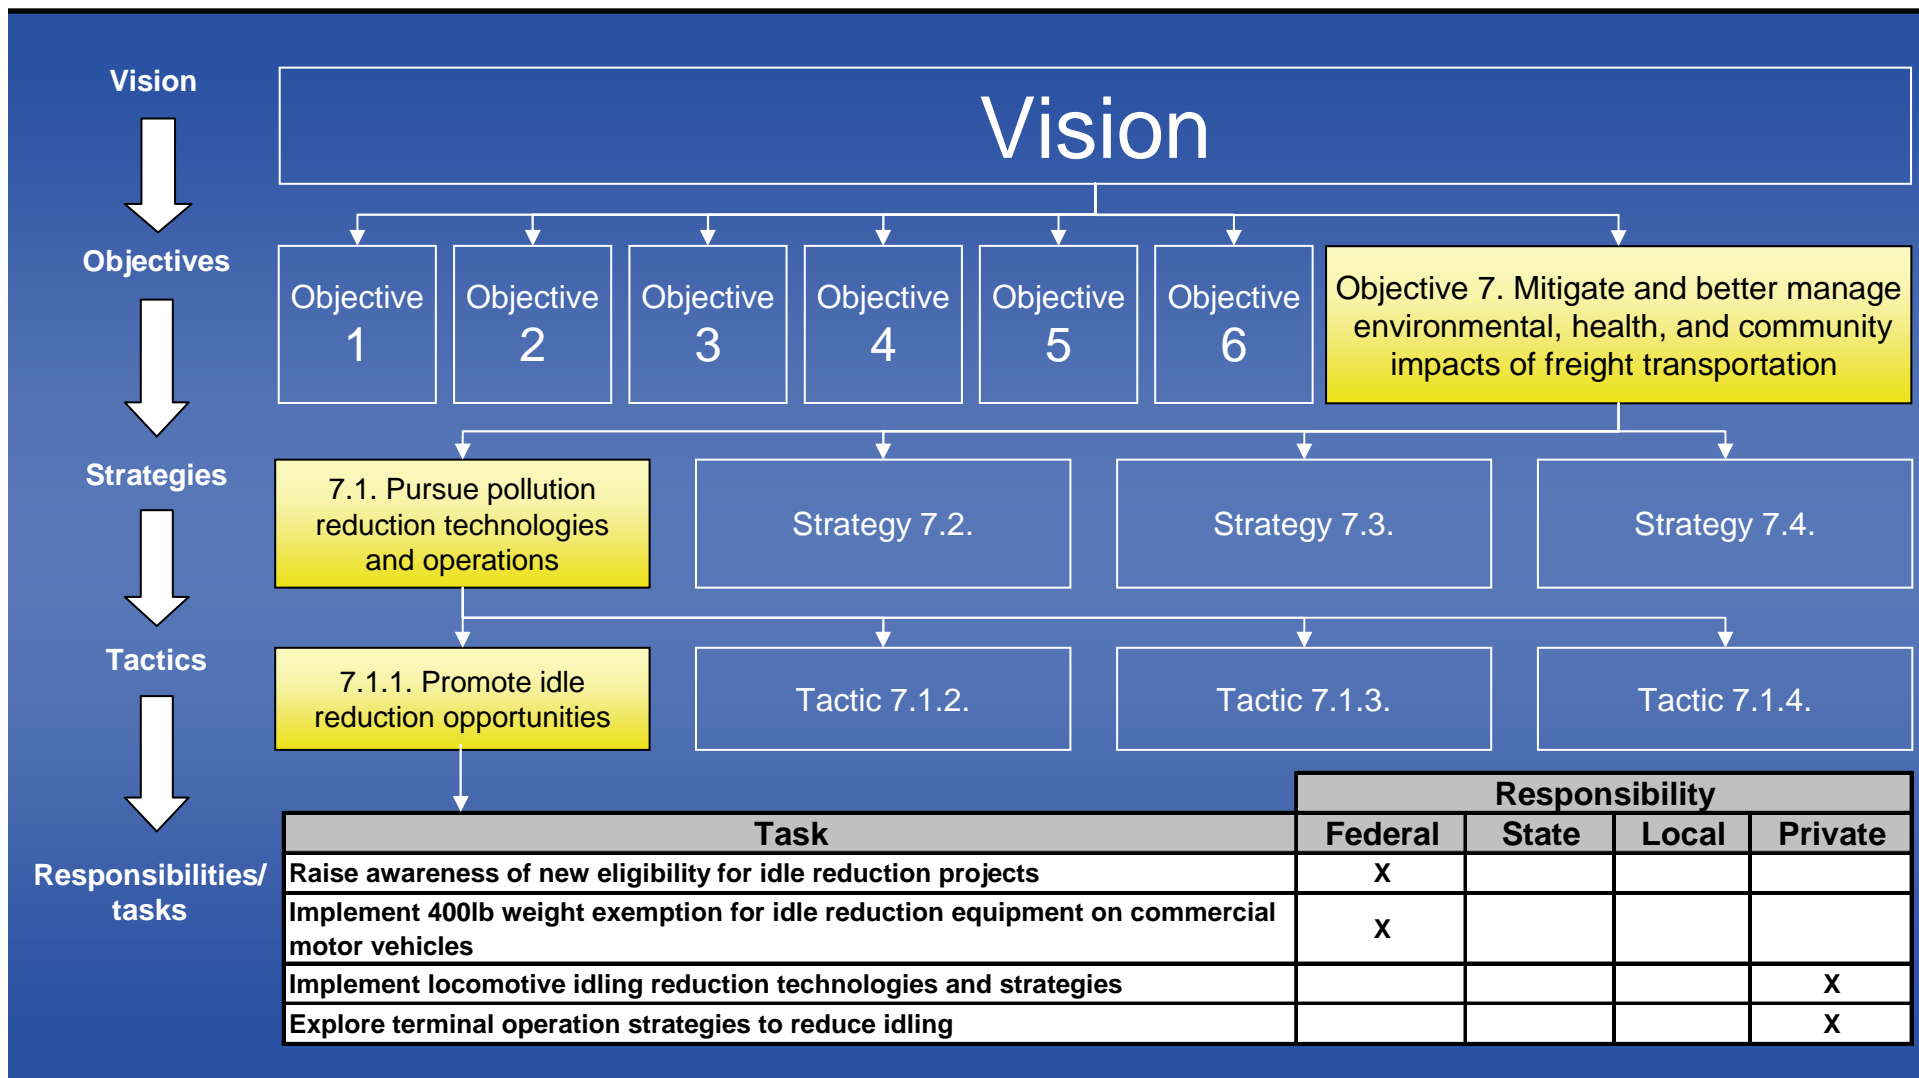 Vision
Vision
Objectives
Objective
1
Objective
2
Objective
3
Objective
4
Objective
5
Objective
6
Objective 7. Mitigate and better manage
environmental, health, and community
impacts of freight transportation
Strategies
7.1. Pursue pollution
reduction technologies
and operations
Strategy 7.2.
Strategy 7.3.
Strategy 7.4.
Tactics
7.1.1. Promote idle
reduction opportunities
Tactic 7.1.2.
Tactic 7.1.3.
Tactic 7.1.4.
Responsibilities/
tasks
Responsibility
Task Federal State Local Private
Raise awareness of new eligibility for idle reduction projects X
Implement 400lb weight exemption for idle reduction equipment on commercial
motor vehicles X
Implement locomotive idling reduction technologies and strategies X
Explore terminal operation strategies to reduce idling X